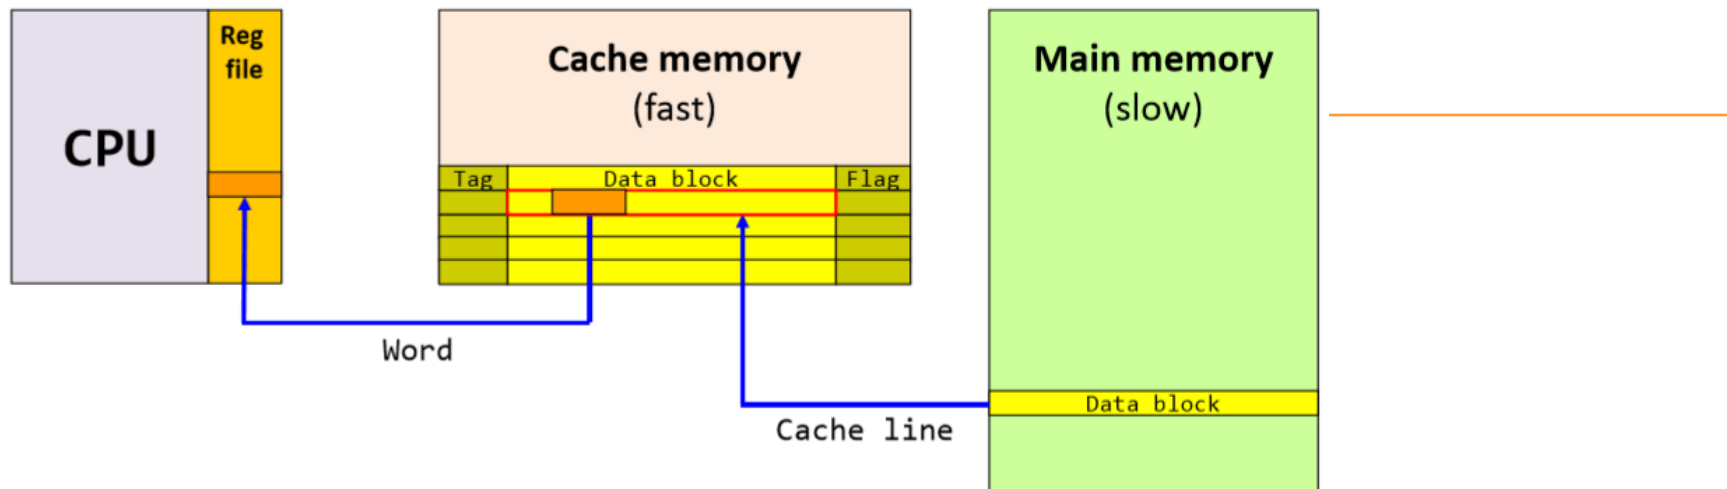 CPU
Reg
file
Cache memory
(fast)
Tag
Data block
Flag
Main memory
(slow)
Word
Data block
Cache line